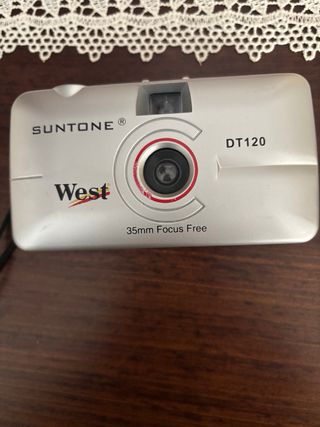 SUNTONE ®
DT120
West
35mm Focus Free